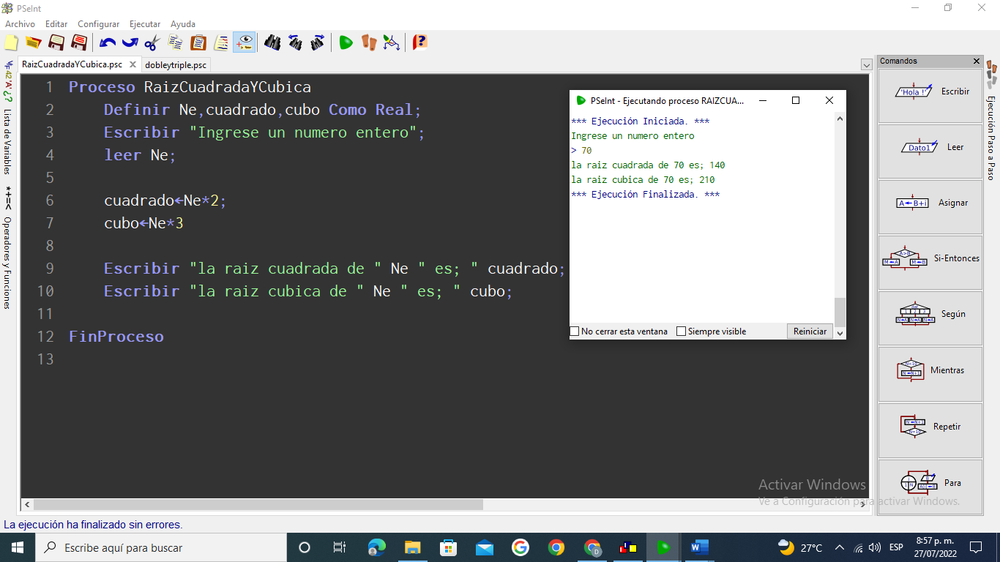 PSeInt
Archivo Editar Configurar Ejecutar Ayuda
RaizCuadradaYCubica.psc dobleytriple.psc
Lista de Variables
Operadores y Funciones
1 Proceso RaizCuadradaYCubica
2 Definir Ne,cuadrado,cubo Como Real;
3 Escribir "Ingrese un numero entero";
4 leer Ne;
5
6 cuadrado←Ne*2;
7 cubo←Ne*3
8
9 Escribir "la raiz cuadrada de " Ne " es; " cuadrado;
10 Escribir "la raiz cubica de " Ne " es; " cubo;
11
12 FinProceso
13
PSeInt - Ejecutando proceso RAIZCUA...
*** Ejecución Iniciada. ***
Ingrese un numero entero
> 70
la raiz cuadrada de 70 es; 140
la raiz cubica de 70 es; 210
*** Ejecución Finalizada. ***
No cerrar esta ventana Siempre visible Reiniciar
Comandos
'Hola !' Escribir
Dato1 Leer
A←B+i Asignar
A>B M←A M←B Si-Entonces
Según
Mientras
Repetir
Para
Ejecución Paso a Paso
Activar Windows
Ve a Configuración para activar Windows.
La ejecución ha finalizado sin errores.
Escribe aquí para buscar
27°C
ESP
8:57 p. m.
27/07/2022